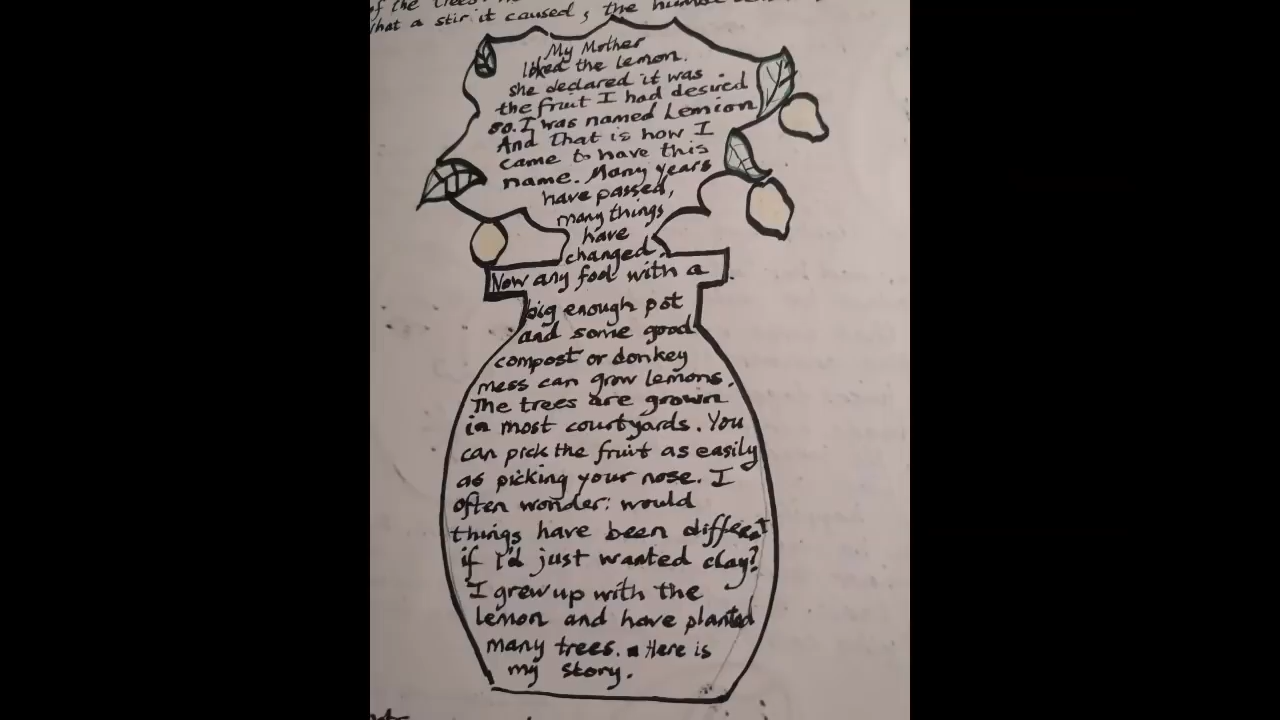 of the trees.
What a stir it caused, the
My Mother
liked the lemon.
she declared it was
the fruit I had desired
so. I was named Lemion
And that is how I
came to have this
name. Many years
have passed,
many things
have
changed.
Now any fool with a
big enough pot
and some good
compost or donkey
mess can grow lemons.
The trees are grown
in most courtyards. You
can pick the fruit as easily
as picking your nose. I
often wonder: would
things have been different
if I'd just wanted clay?
I grew up with the
lemon and have planted
many trees. Here is
my story.